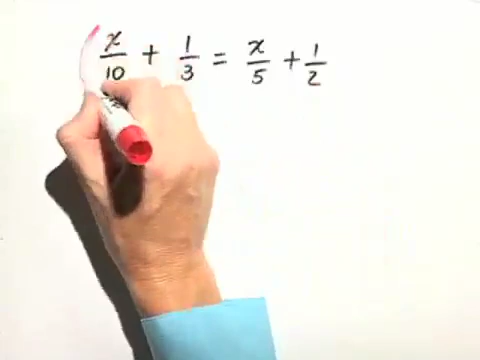 x/10 + 1/3 = x/5 + 1/2